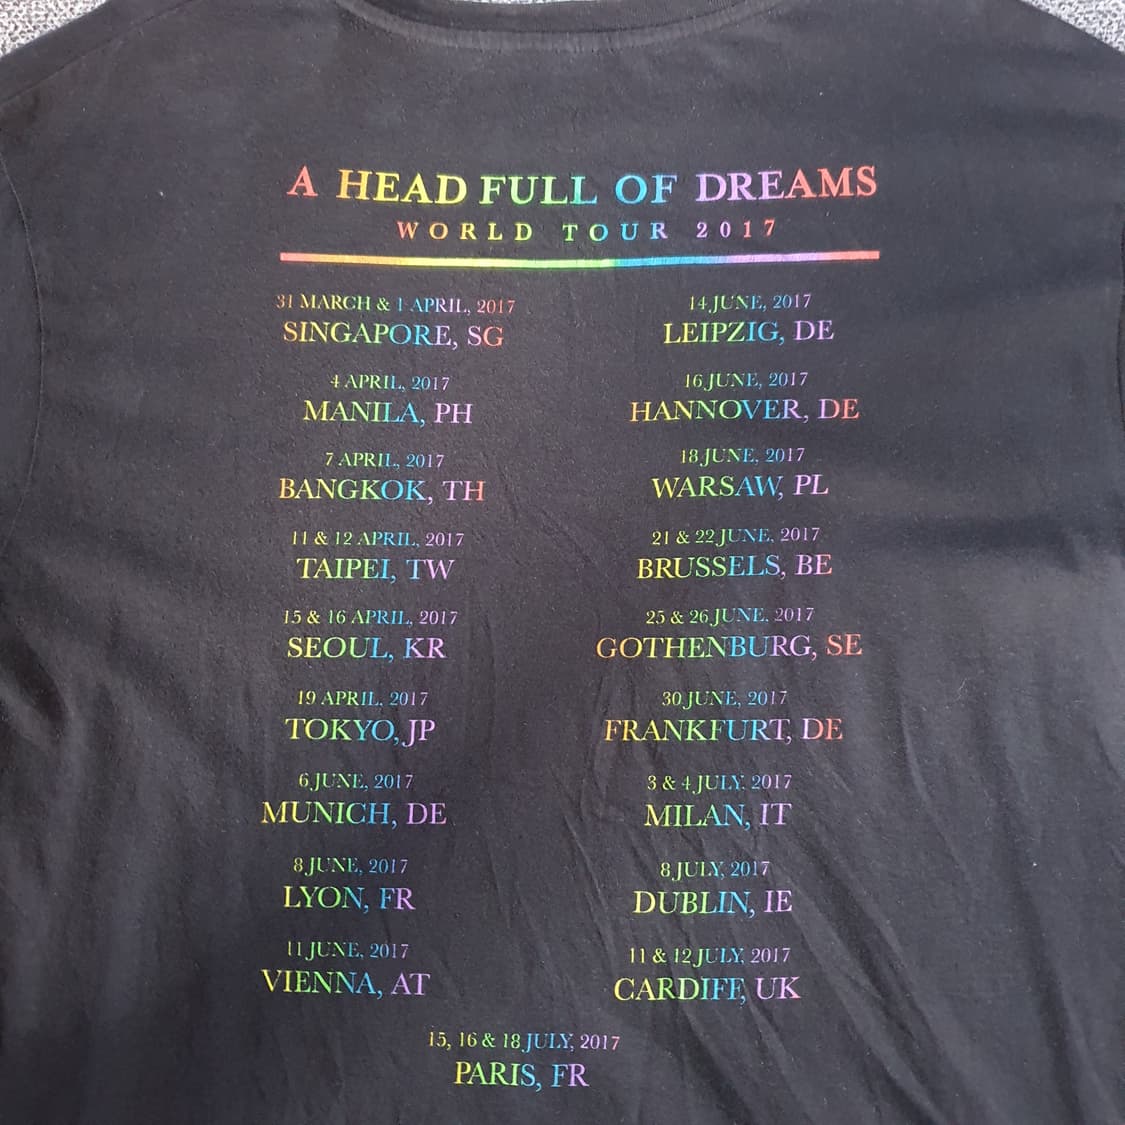 A HEAD FULL OF DREAMS
WORLD TOUR 2017
31 MARCH & 1 APRIL, 2017
SINGAPORE, SG
4 APRIL, 2017
MANILA, PH
7 APRIL, 2017
BANGKOK, TH
11 & 12 APRIL, 2017
TAIPEI, TW
15 & 16 APRIL, 2017
SEOUL, KR
19 APRIL, 2017
TOKYO, JP
6 JUNE, 2017
MUNICH, DE
8 JUNE, 2017
LYON, FR
11 JUNE, 2017
VIENNA, AT
14 JUNE, 2017
LEIPZIG, DE
16 JUNE, 2017
HANNOVER, DE
18 JUNE, 2017
WARSAW, PL
21 & 22 JUNE, 2017
BRUSSELS, BE
25 & 26 JUNE, 2017
GOTHENBURG, SE
30 JUNE, 2017
FRANKFURT, DE
3 & 4 JULY, 2017
MILAN, IT
8 JULY, 2017
DUBLIN, IE
11 & 12 JULY, 2017
CARDIFF, UK
15, 16 & 18 JULY, 2017
PARIS, FR